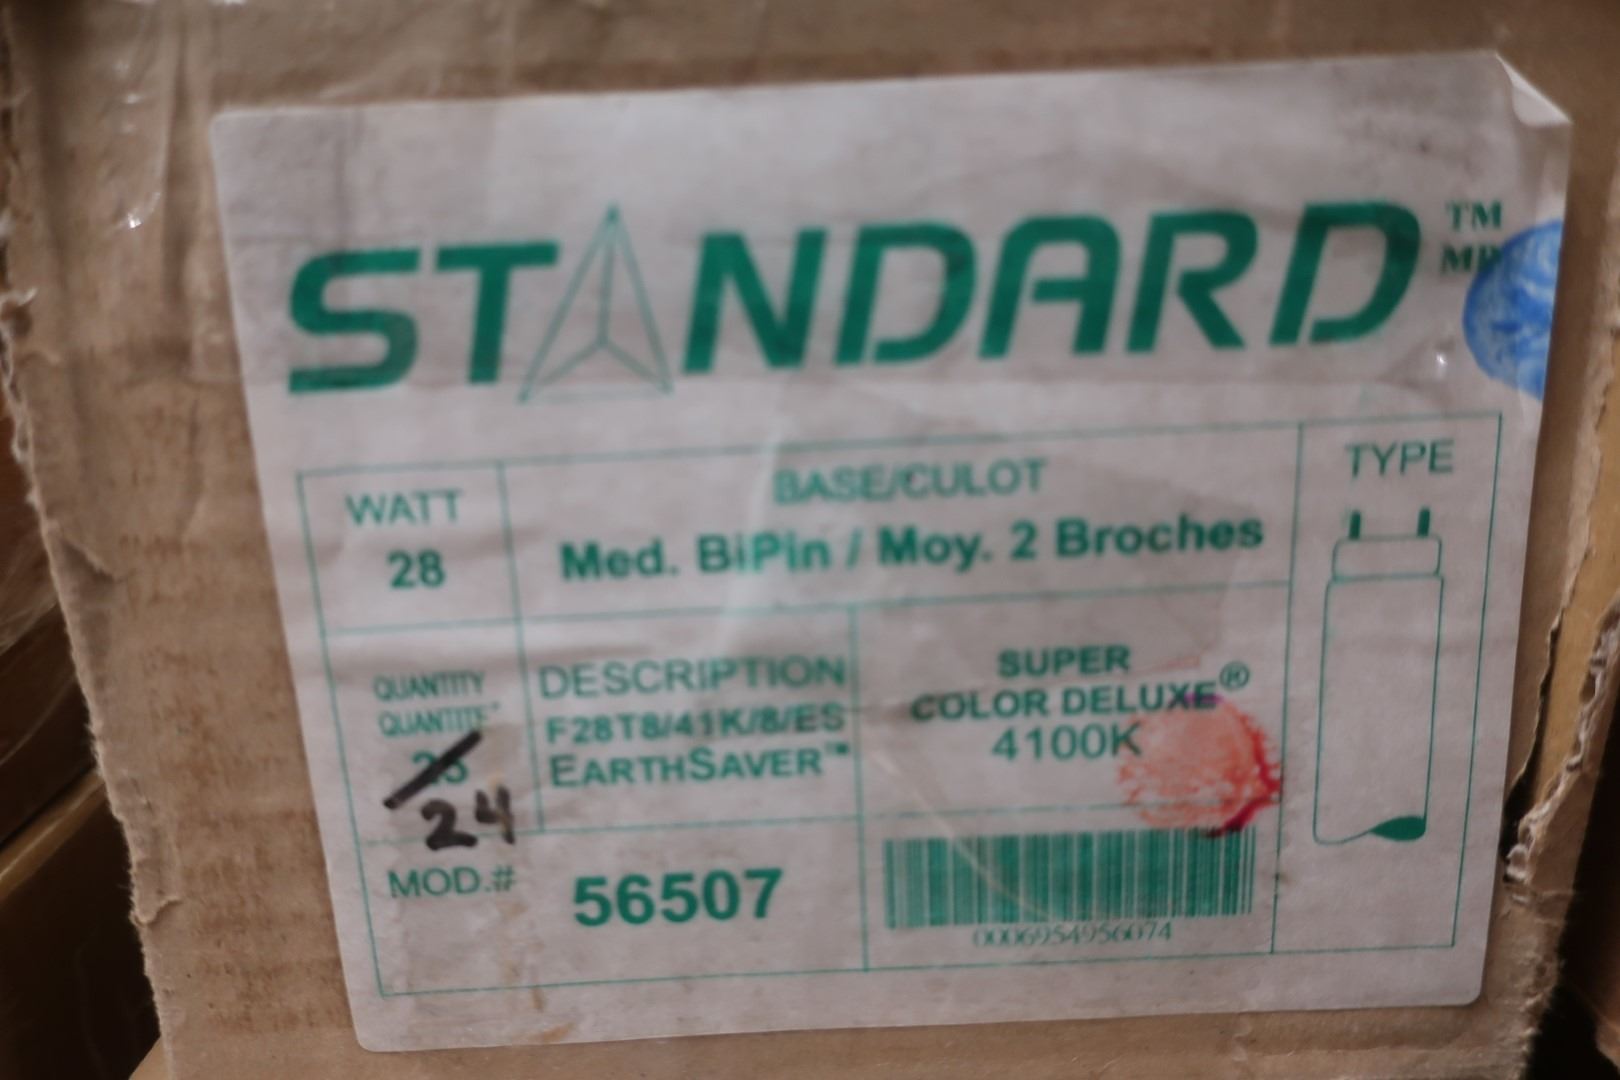 STANDARD
TM
WATT
28
BASE/CULOT
Med. BiPin / Moy. 2 Broches
TYPE
QUANTITY
QUANTITÉ
24
DESCRIPTION
F28T8/41K/8/ES
EARTHSAVER™
SUPER
COLOR DELUXE®
4100K
MOD.#
56507
0006954956074